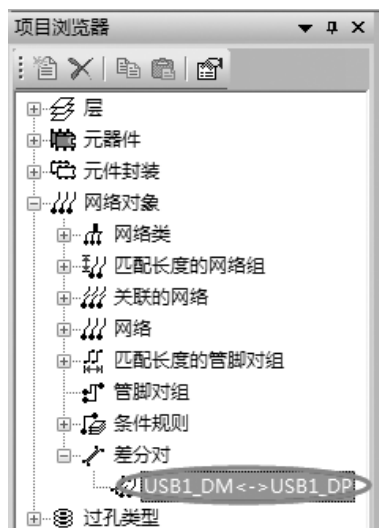 项目浏览器
层
元器件
元件封装
网络对象
网络类
匹配长度的网络组
关联的网络
网络
匹配长度的管脚对组
管脚对组
条件规则
差分对
USB1_DM<->USB1_DP
过孔类型